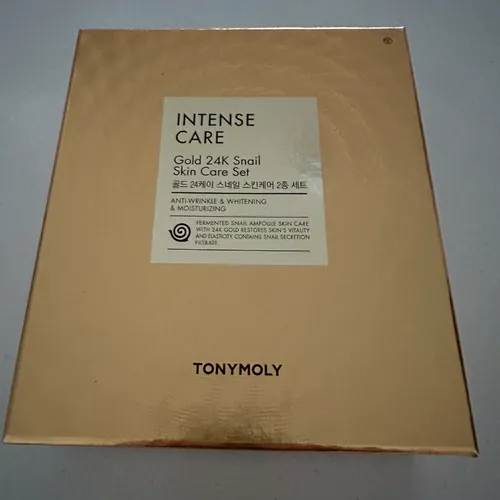 INTENSE
CARE
Gold 24K Snail
Skin Care Set
골드 24케이 스네일 스킨케어 2종 세트
ANTI-WRINKLE & WHITENING
& MOISTURIZING
FERMENTED SNAIL AMPOULE SKIN CARE
WITH 24K GOLD RESTORES SKIN'S VITALITY
AND ELASTICITY CONTAINS SNAIL SECRETION
FILTRATE
TONYMOLY